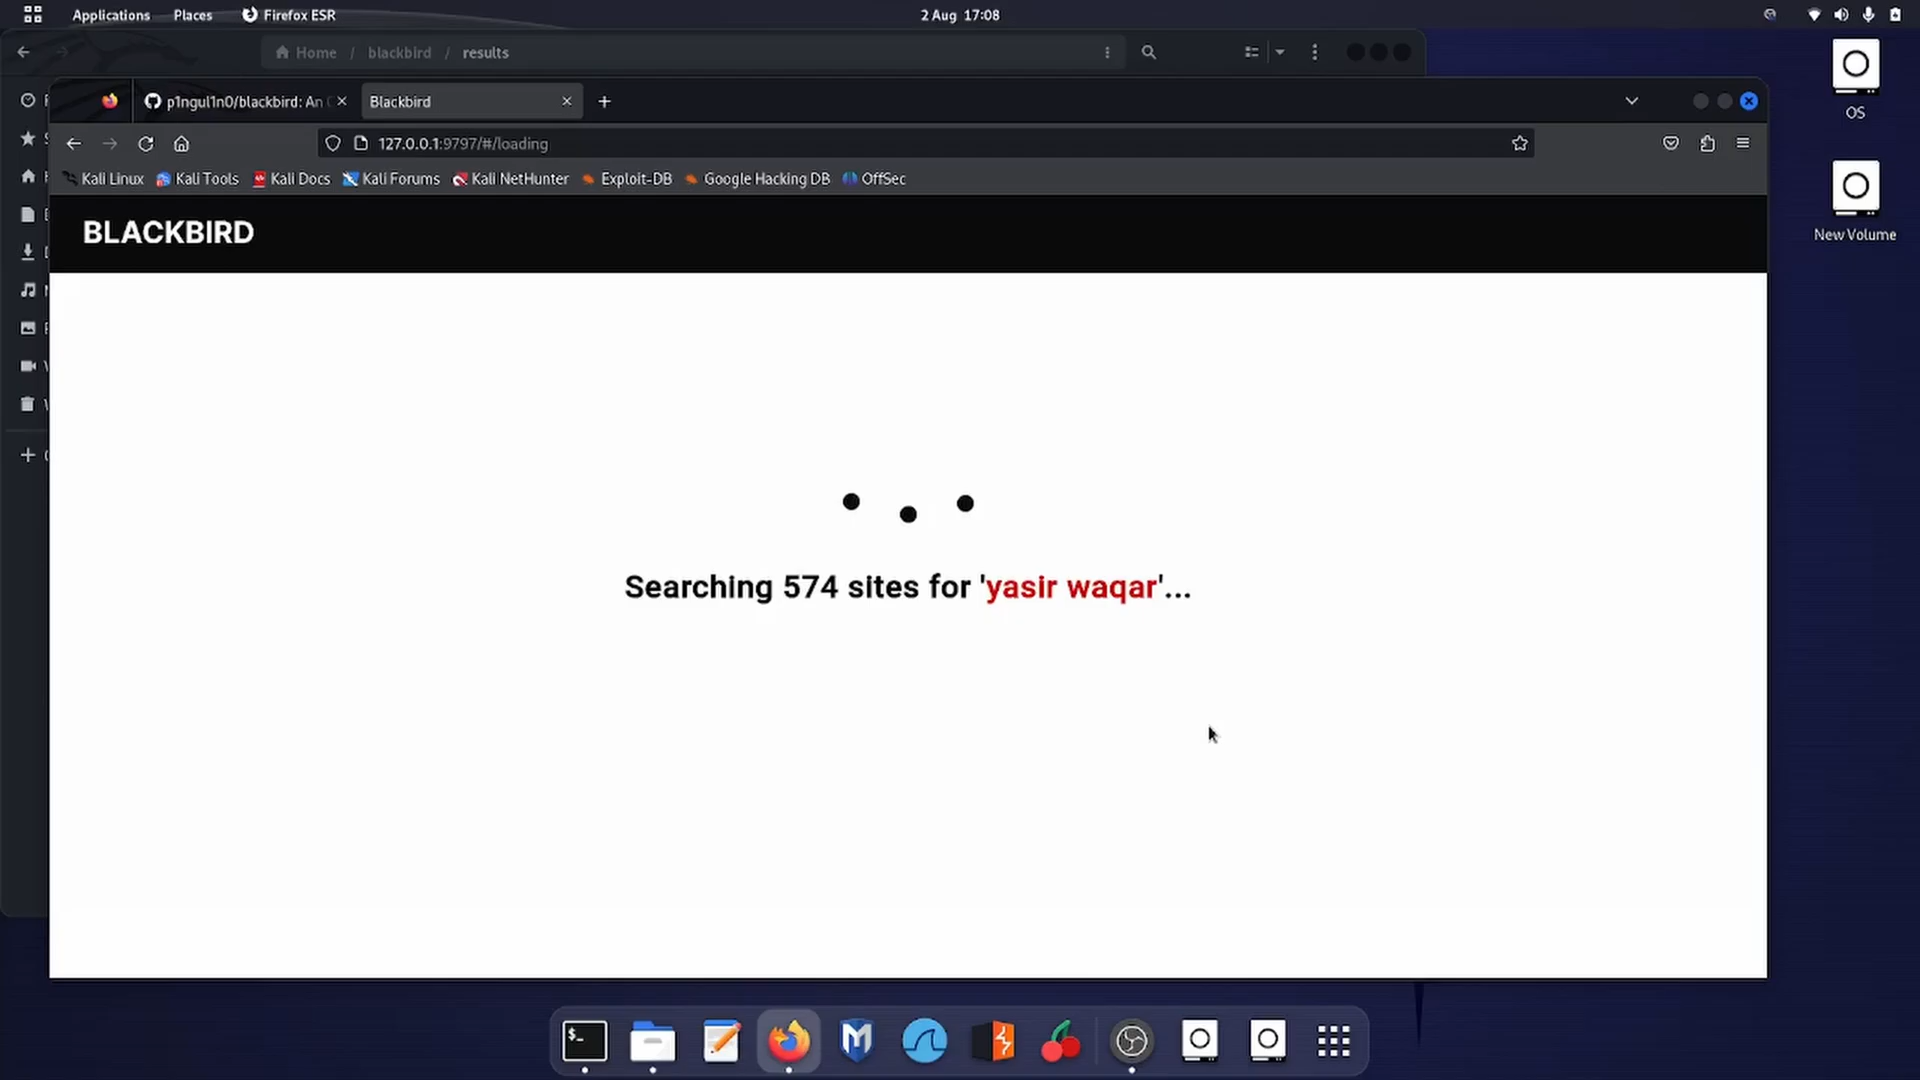 Applications Places Firefox ESR 2 Aug 17:08
Home / blackbird / results
OS
p1ngul1n0/blackbird: An Blackbird
127.0.0.1:9797/#/loading
Kali Linux Kali Tools Kali Docs Kali Forums Kali NetHunter Exploit-DB Google Hacking DB OffSec
New Volume
BLACKBIRD
Searching 574 sites for 'yasir waqar'...